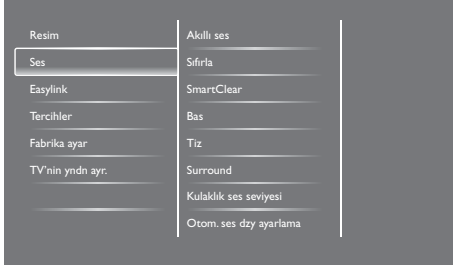 Resim
Ses
Easylink
Tercihler
Fabrika ayar
TV'nin yndn ayr.
Akıllı ses
Sıfırla
SmartClear
Bas
Tiz
Surround
Kulaklık ses seviyesi
Otom. ses dzy ayarlama